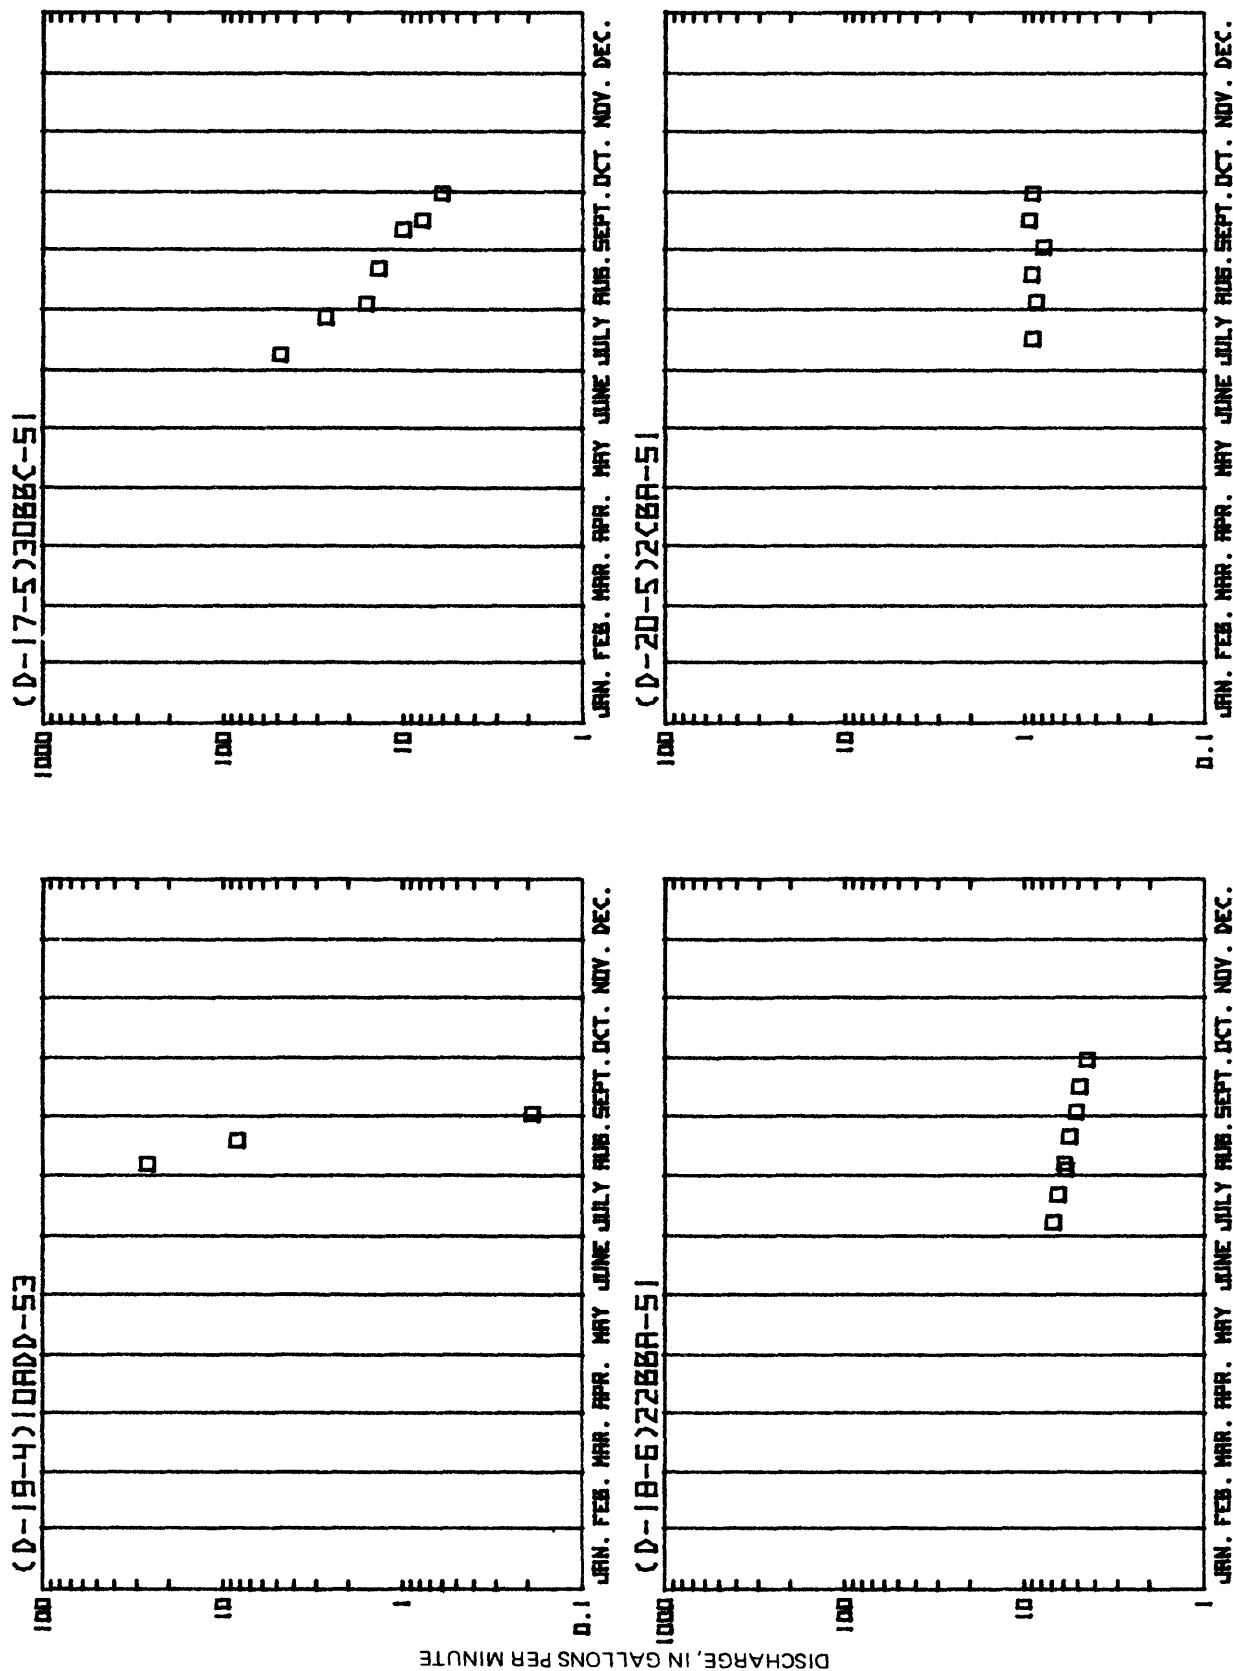 (D-19-4)10ADD-S3
100
10
1
0.1
JAN. FEB. MAR. APR. MAY JUNE JULY AUG. SEPT. OCT. NOV. DEC.
(D-17-5)30BBC-S1
1000
100
10
1
JAN. FEB. MAR. APR. MAY JUNE JULY AUG. SEPT. OCT. NOV. DEC.
(D-18-6)22BBA-S1
1000
100
10
1
JAN. FEB. MAR. APR. MAY JUNE JULY AUG. SEPT. OCT. NOV. DEC.
(D-20-5)2CBA-S1
100
10
1
0.1
JAN. FEB. MAR. APR. MAY JUNE JULY AUG. SEPT. OCT. NOV. DEC.
DISCHARGE, IN GALLONS PER MINUTE